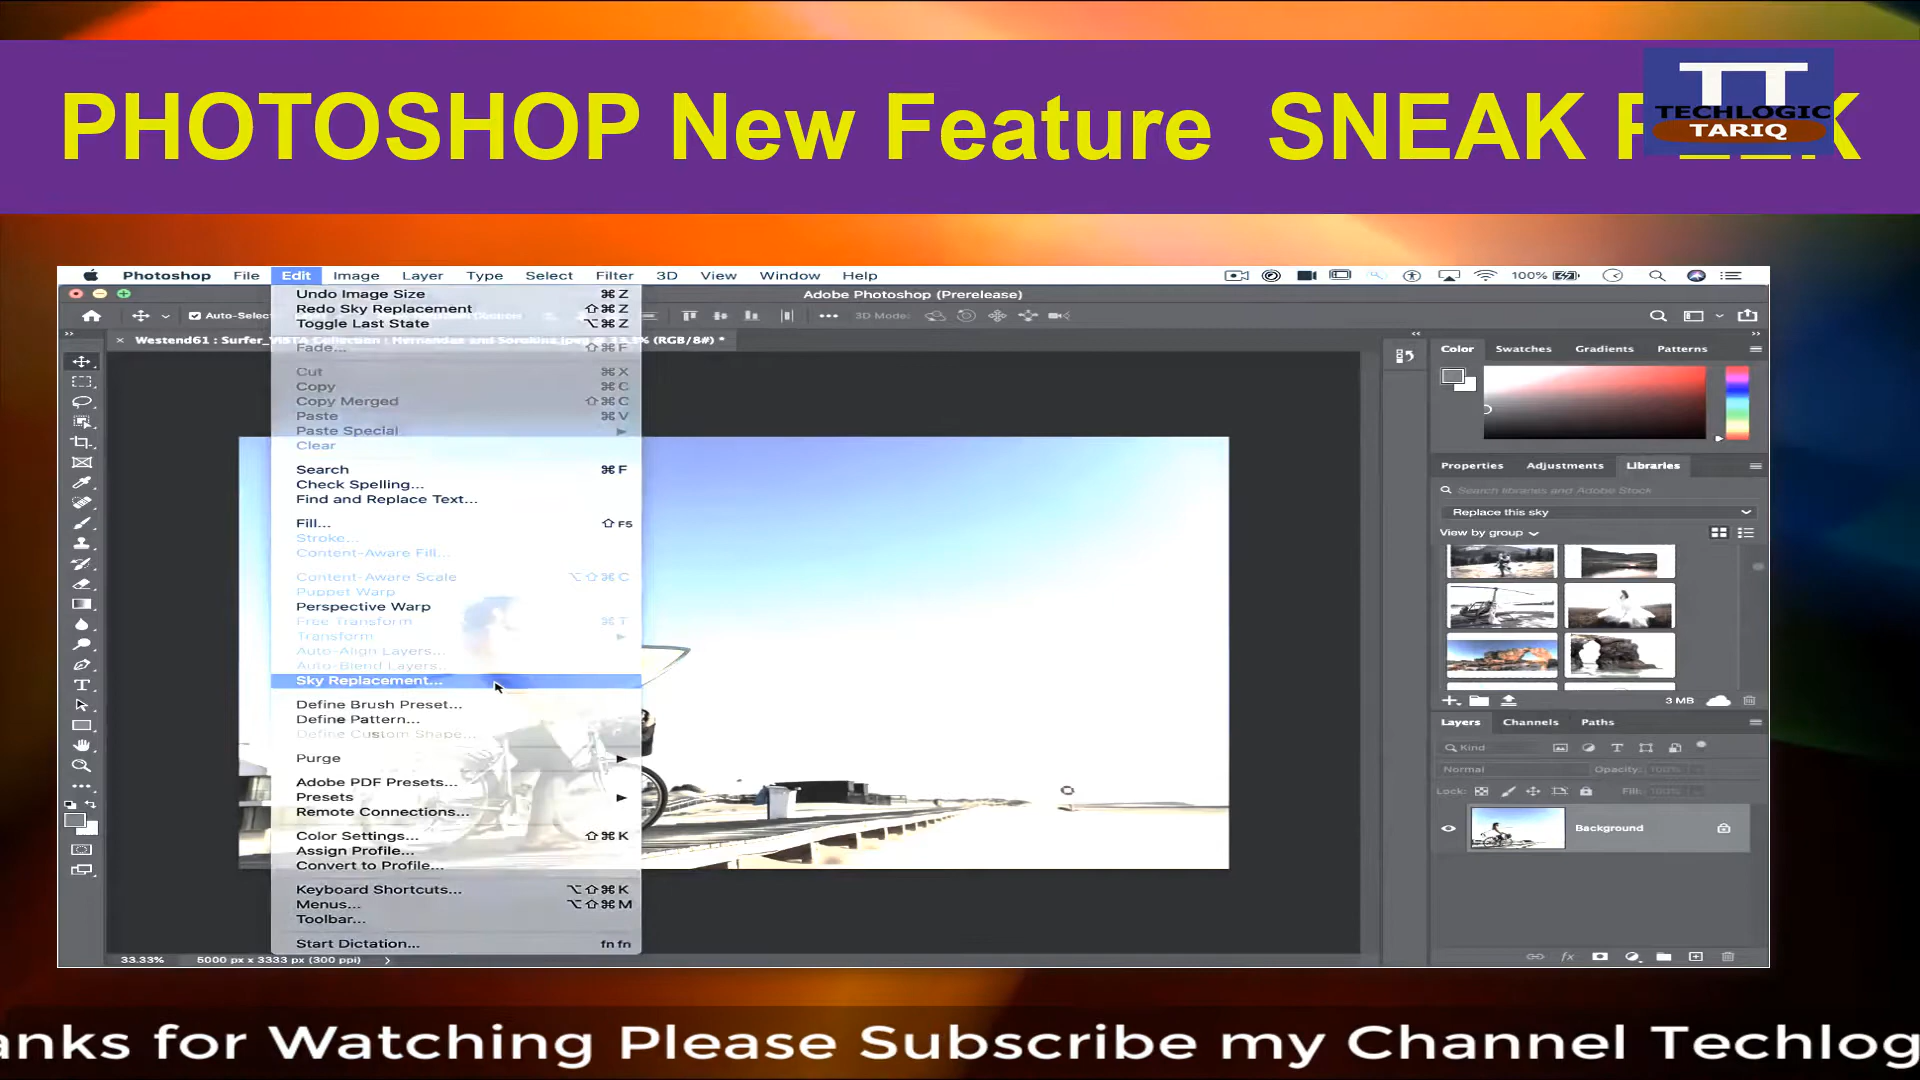 PHOTOSHOP New Feature SNEAK
TT
TECHLOGIC
TARIQ
Photoshop File Edit Image Layer Type Select Filter 3D View Window Help 100%
Adobe Photoshop (Prerelease)
Auto-Select
3D Mode:
Westend61 : Surfer_VISTA Collection
(RGB/8#) *
Undo Image Size ⌘Z
Redo Sky Replacement ⇧⌘Z
Toggle Last State ⌥⌘Z
Fade... ⇧⌘F
Cut ⌘X
Copy ⌘C
Copy Merged ⇧⌘C
Paste ⌘V
Paste Special
Clear
Search ⌘F
Check Spelling...
Find and Replace Text...
Fill... ⇧F5
Stroke...
Content-Aware Fill...
Content-Aware Scale ⌥⇧⌘C
Puppet Warp
Perspective Warp
Free Transform ⌘T
Transform
Auto-Align Layers...
Auto-Blend Layers...
Sky Replacement...
Define Brush Preset...
Define Pattern...
Define Custom Shape...
Purge
Adobe PDF Presets...
Presets
Remote Connections...
Color Settings... ⇧⌘K
Assign Profile...
Convert to Profile...
Keyboard Shortcuts... ⌥⇧⌘K
Menus... ⌥⇧⌘M
Toolbar...
Start Dictation... fn fn
33.33% 5000 px x 3333 px (300 ppi)
Color Swatches Gradients Patterns
Properties Adjustments Libraries
Search libraries and Adobe Stock
Replace this sky
View by group
3 MB
Layers Channels Paths
Kind
Normal Opacity: 100%
Lock: Fill: 100%
Background
anks for Watching Please Subscribe my Channel Techlog